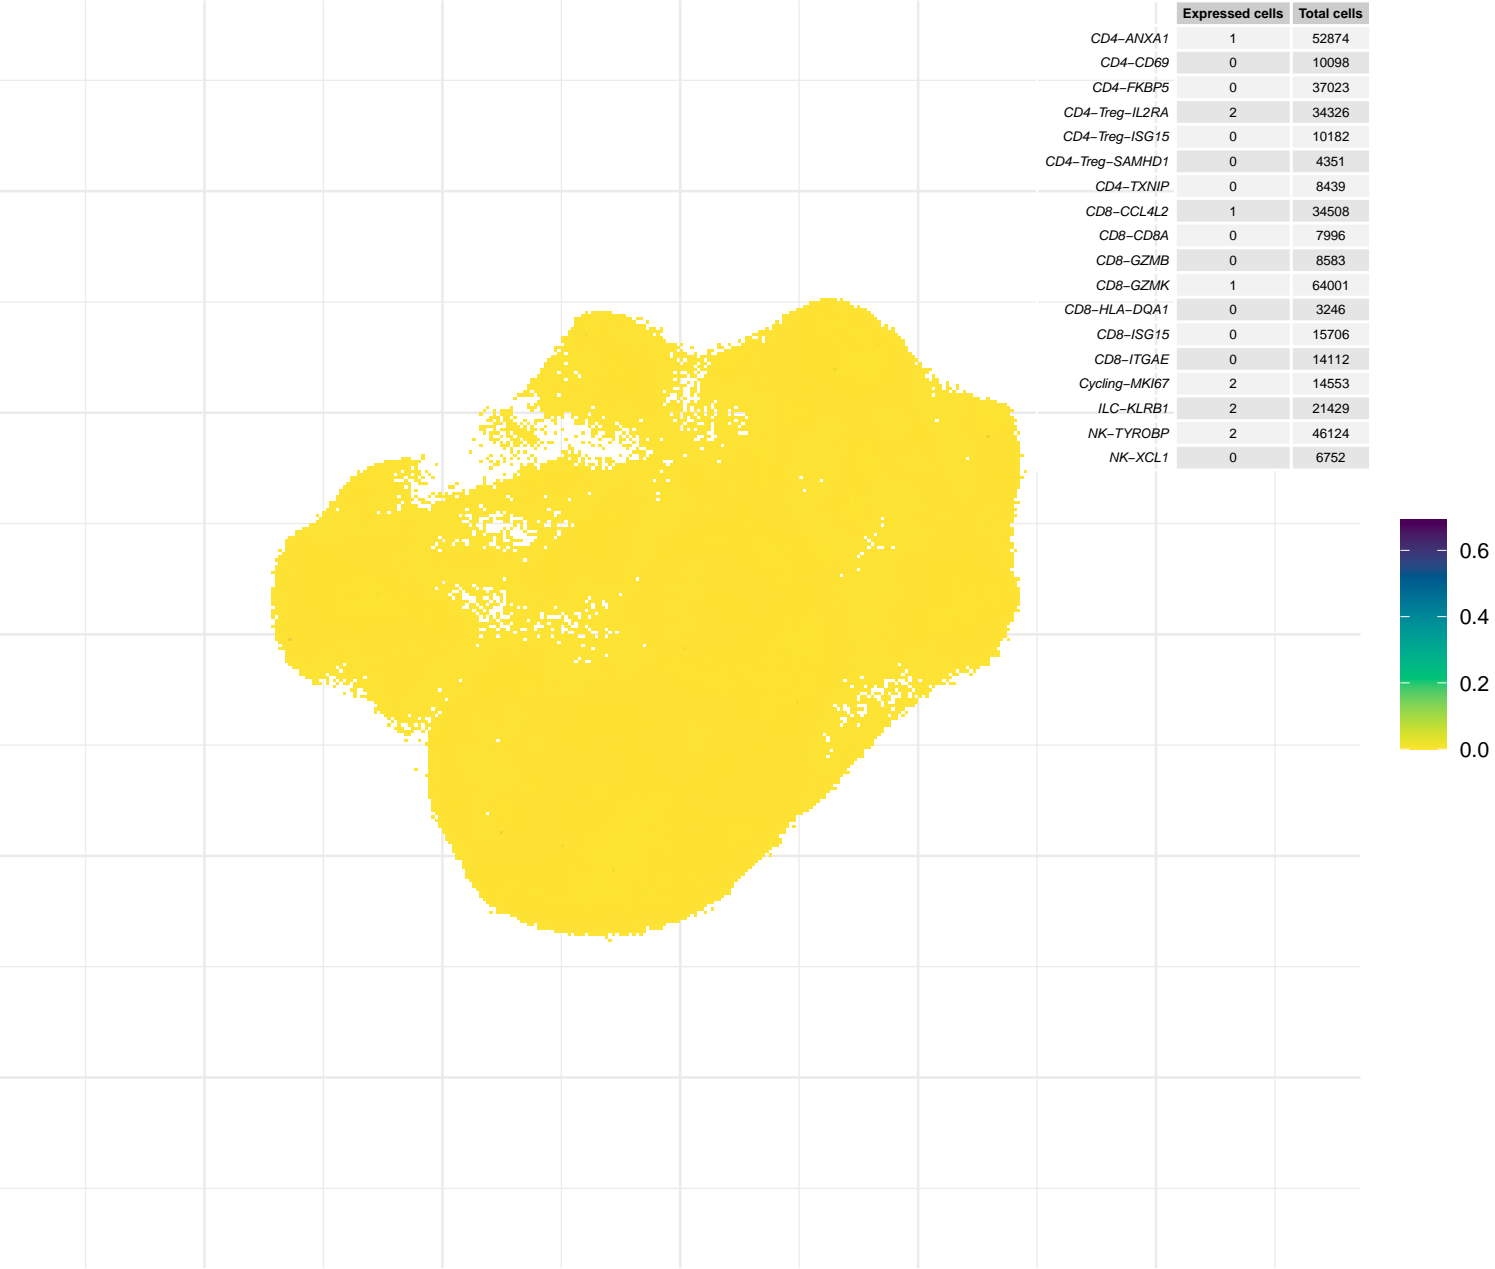 Expressed cells Total cells
CD4−ANXA1 1 52874
CD4−CD69 0 10098
CD4−FKBP5 0 37023
CD4−Treg−IL2RA 2 34326
CD4−Treg−ISG15 0 10182
CD4−Treg−SAMHD1 0 4351
CD4−TXNIP 0 8439
CD8−CCL4L2 1 34508
CD8−CD8A 0 7996
CD8−GZMB 0 8583
CD8−GZMK 1 64001
CD8−HLA−DQA1 0 3246
CD8−ISG15 0 15706
CD8−ITGAE 0 14112
Cycling−MKI67 2 14553
ILC−KLRB1 2 21429
NK−TYROBP 2 46124
NK−XCL1 0 6752
0.6
0.4
0.2
0.0